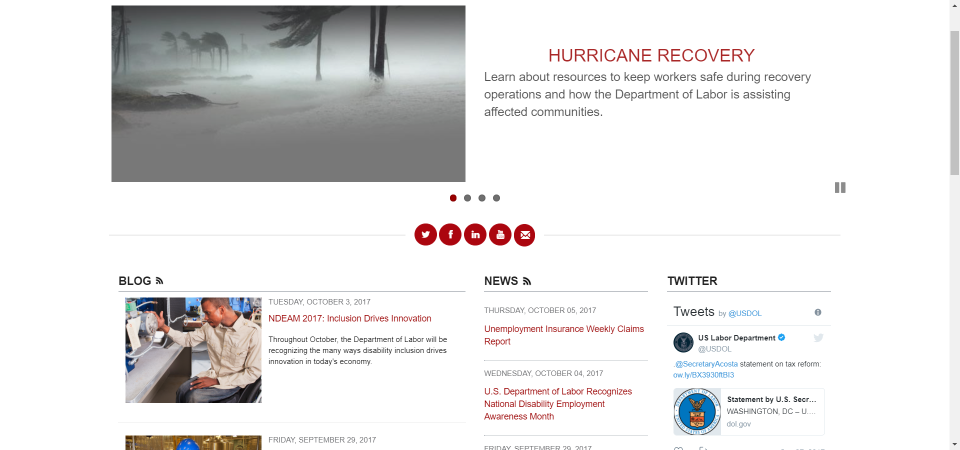 HURRICANE RECOVERY
Learn about resources to keep workers safe during recovery
operations and how the Department of Labor is assisting
affected communities.
BLOG
TUESDAY, OCTOBER 3, 2017
NDEAM 2017: Inclusion Drives Innovation
Throughout October, the Department of Labor will be
recognizing the many ways disability inclusion drives
innovation in today's economy.
FRIDAY, SEPTEMBER 29, 2017
NEWS
THURSDAY, OCTOBER 05, 2017
Unemployment Insurance Weekly Claims
Report
WEDNESDAY, OCTOBER 04, 2017
U.S. Department of Labor Recognizes
National Disability Employment
Awareness Month
FRIDAY, SEPTEMBER 29, 2017
TWITTER
Tweets by @USDOL
US Labor Department
@USDOL
.@SecretaryAcosta statement on tax reform:
ow.ly/BX3930ftBI3
Statement by U.S. Secr...
WASHINGTON, DC – U....
dol.gov